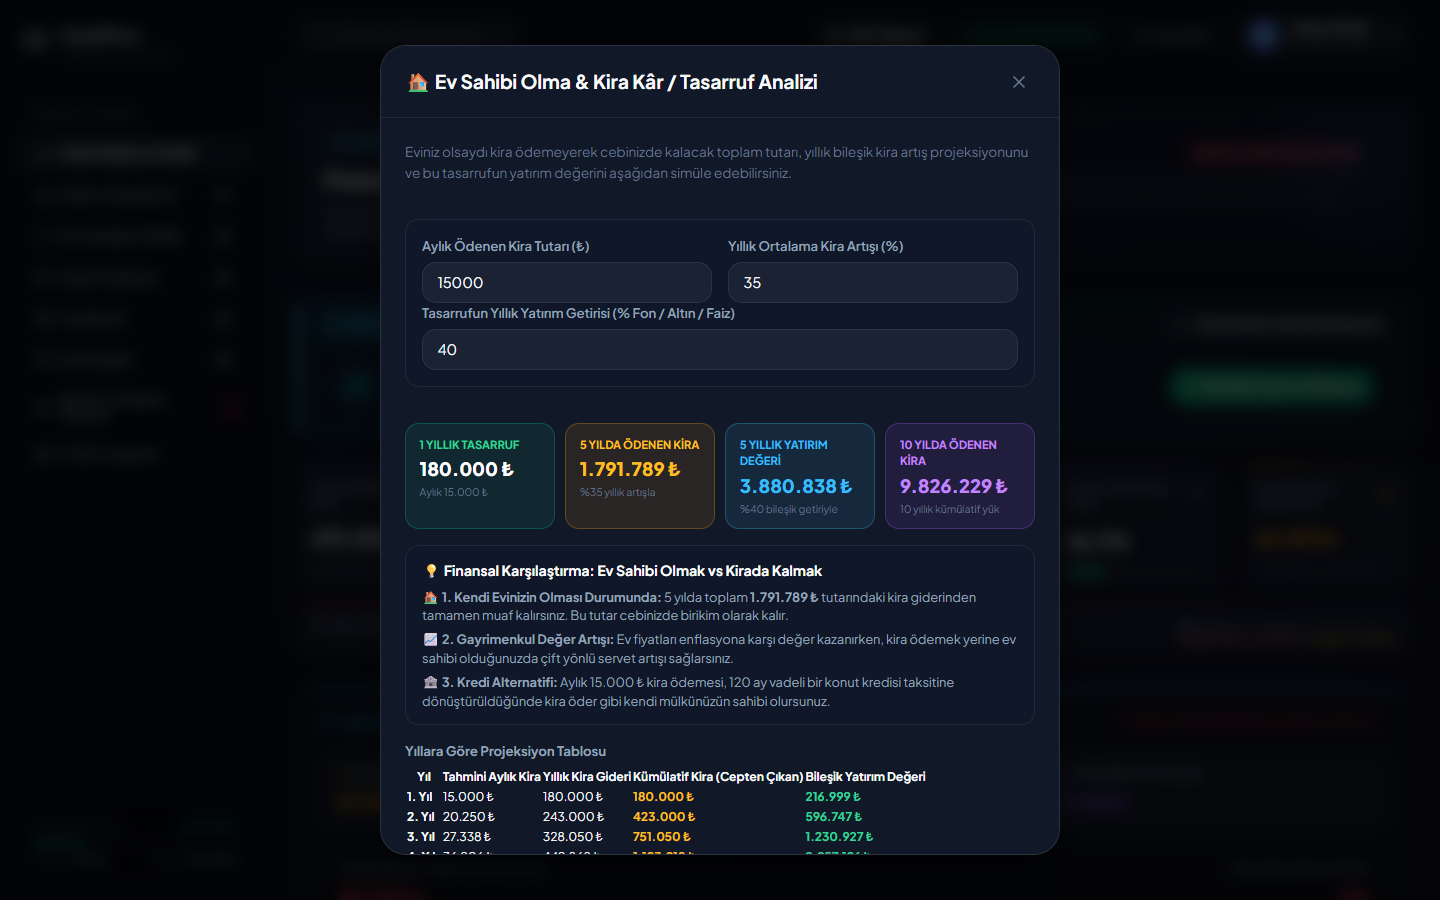 Ev Sahibi Olma & Kira Kâr / Tasarruf Analizi
Eviniz olsaydı kira ödemeyerek cebinizde kalacak toplam tutarı, yıllık bileşik kira artış projeksiyonunu
ve bu tasarrufun yatırım değerini aşağıdan simüle edebilirsiniz.
Aylık Ödenen Kira Tutarı (₺)
Yıllık Ortalama Kira Artışı (%)
15000
35
Tasarrufun Yıllık Yatırım Getirisi (% Fon / Altın / Faiz)
40
1 YILLIK TASARRUF
180.000 ₺
Aylık 15.000 ₺
5 YILDA ÖDENEN KİRA
1.791.789 ₺
%35 yıllık artışla
5 YILLIK YATIRIM
DEĞERİ
3.880.838 ₺
%40 bileşik getiriyle
10 YILDA ÖDENEN
KİRA
9.826.229 ₺
10 yıllık kümülatif yük
Finansal Karşılaştırma: Ev Sahibi Olmak vs Kirada Kalmak
1. Kendi Evinizin Olması Durumunda: 5 yılda toplam 1.791.789 ₺ tutarındaki kira giderinden
tamamen muaf kalırsınız. Bu tutar cebinizde birikim olarak kalır.
2. Gayrimenkul Değer Artışı: Ev fiyatları enflasyona karşı değer kazanırken, kira ödemek yerine ev
sahibi olduğunuzda çift yönlü servet artışı sağlarsınız.
3. Kredi Alternatifi: Aylık 15.000 ₺ kira ödemesi, 120 ay vadeli bir konut kredisi taksitine
dönüştürüldüğünde kira öder gibi kendi mülkünüzün sahibi olursunuz.
Yıllara Göre Projeksiyon Tablosu
Yıl Tahmini Aylık Kira Yıllık Kira Gideri Kümülatif Kira (Cepten Çıkan) Bileşik Yatırım Değeri
1. Yıl 15.000 ₺ 180.000 ₺ 180.000 ₺ 216.999 ₺
2. Yıl 20.250 ₺ 243.000 ₺ 423.000 ₺ 596.747 ₺
3. Yıl 27.338 ₺ 328.050 ₺ 751.050 ₺ 1.230.927 ₺